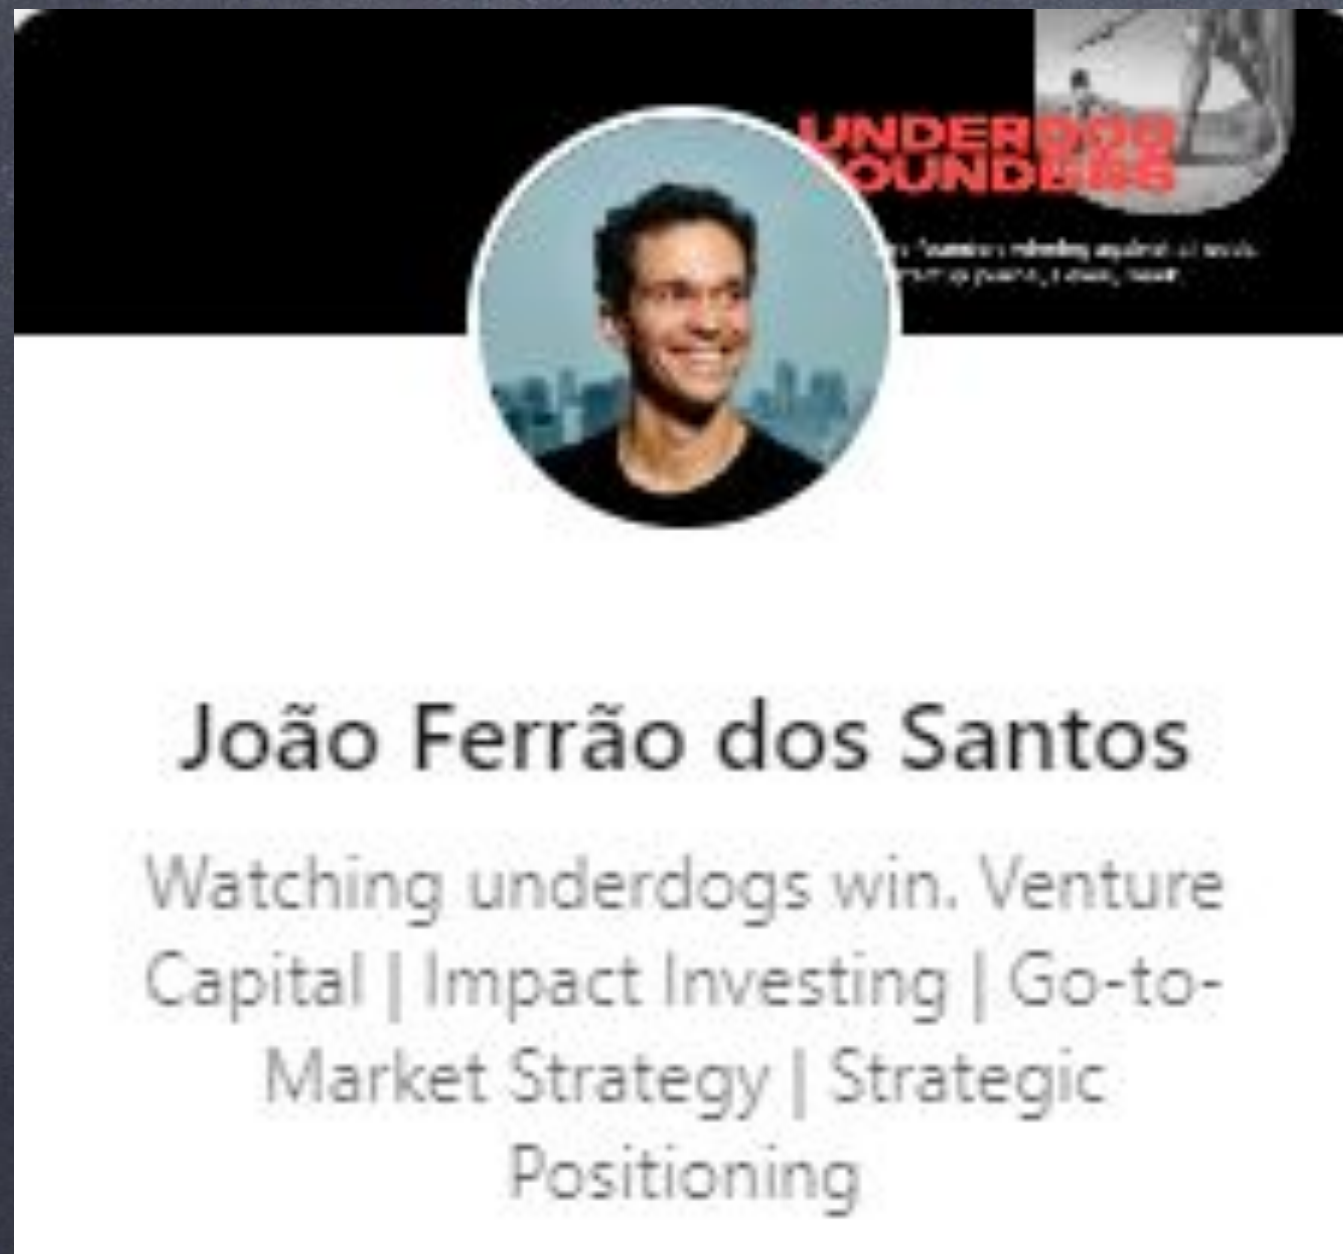 UNDERDOG
FOUNDERS
against
João Ferrão dos Santos
Watching underdogs win. Venture
Capital | Impact Investing | Go-to-
Market Strategy | Strategic
Positioning